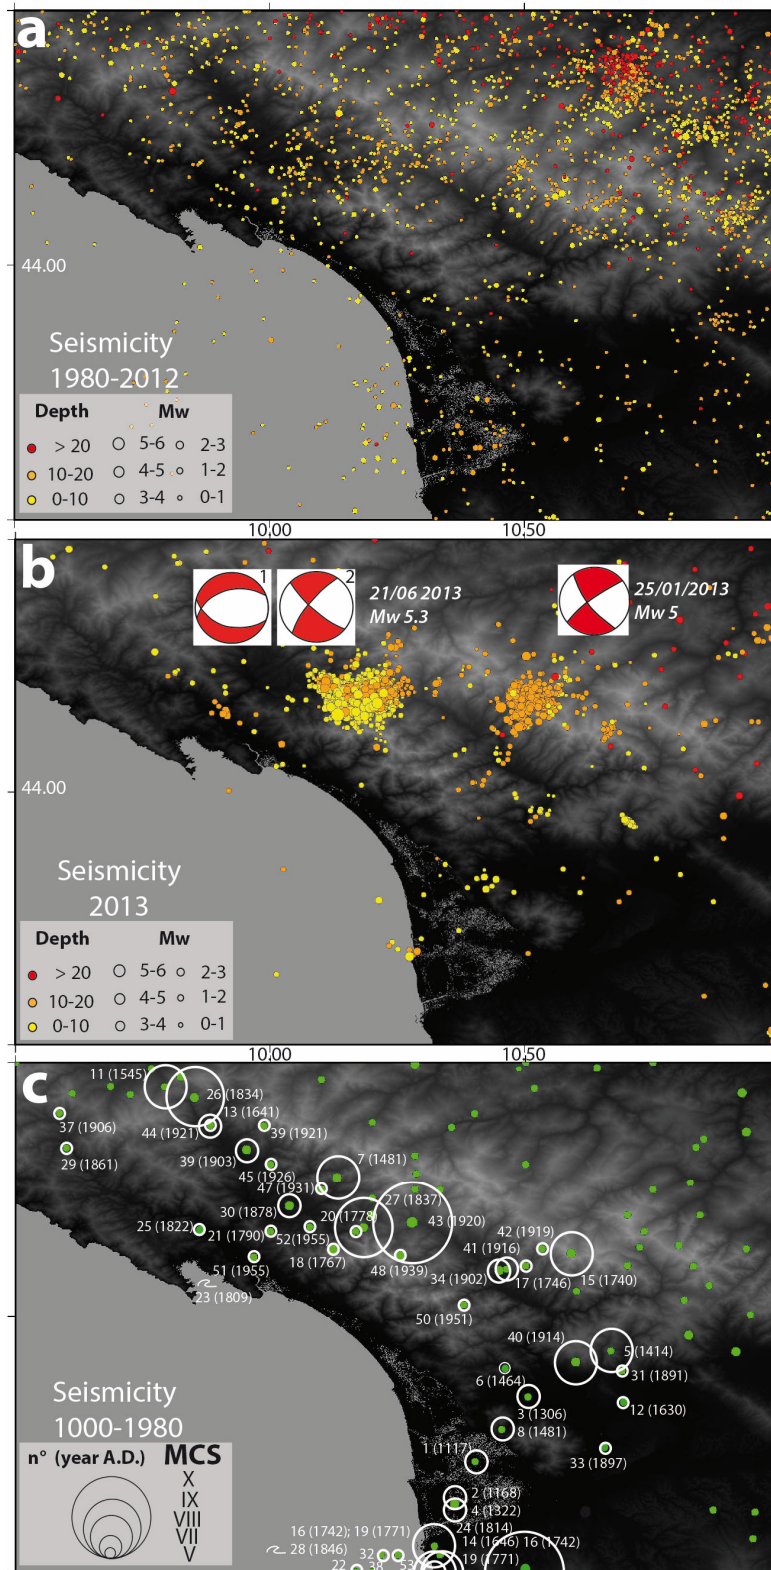 a
44.00
Seismicity
1980-2012
Depth Mw
> 20 5-6 2-3
10-20 4-5 1-2
0-10 3-4 0-1
10.00 10.50
b
1 2
21/06 2013
Mw 5.3
25/01/2013
Mw 5
44.00
Seismicity
2013
Depth Mw
> 20 5-6 2-3
10-20 4-5 1-2
0-10 3-4 0-1
10.00 10.50
c
11 (1545)
26 (1834)
13 (1641)
37 (1906)
44 (1921)
39 (1921)
29 (1861)
39 (1903)
7 (1481)
45 (1926)
47 (1931)
27 (1837)
30 (1878)
20 (1778)
43 (1920)
25 (1822)
21 (1790)
52 (1955)
42 (1919)
41 (1916)
18 (1767)
51 (1955)
48 (1939)
34 (1902)
17 (1746)
15 (1740)
23 (1809)
50 (1951)
40 (1914)
5 (1414)
6 (1464)
31 (1891)
3 (1306)
12 (1630)
8 (1481)
1 (1117)
33 (1897)
2 (1168)
4 (1322)
24 (1814)
16 (1742); 19 (1771)
14 (1646)
16 (1742)
28 (1846)
32
19 (1771)
22
38
53
Seismicity
1000-1980
n° (year A.D.) MCS
X
IX
VIII
VII
V